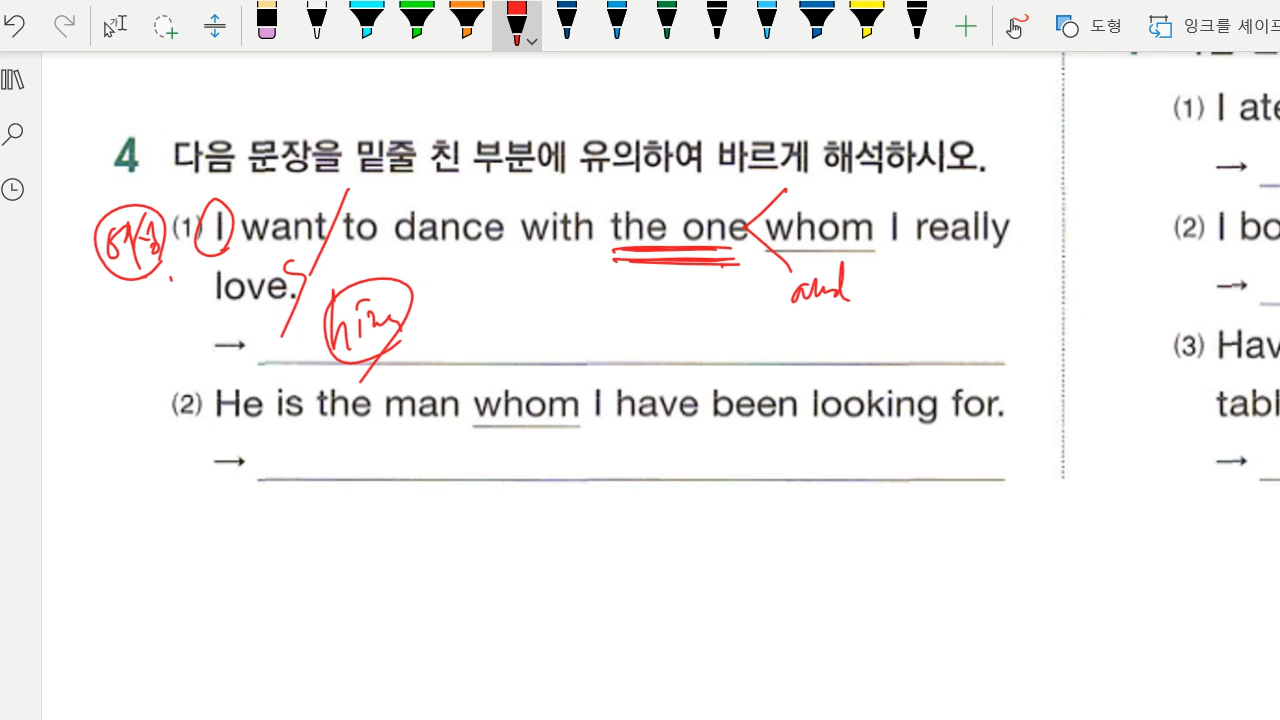 도형
잉크를 셰이프
4 다음 문장을 밑줄 친 부분에 유의하여 바르게 해석하시오.
(1) I want to dance with the one whom I really
love.
and
him
→
(2) He is the man whom I have been looking for.
→
(1) I ate
→
(2) I bo
→
(3) Hav
tabl
→